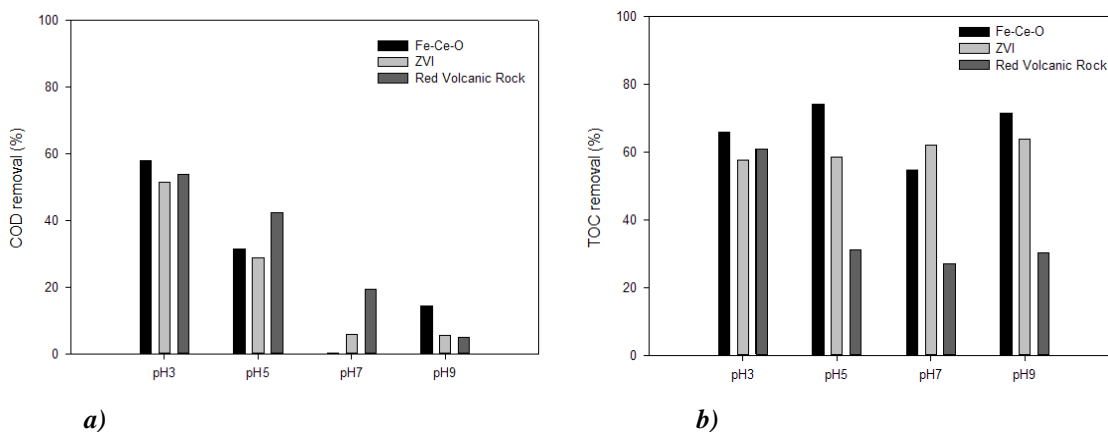 100
80
60
40
20
0
COD removal (%)
Fe-Ce-O
ZVI
Red Volcanic Rock
pH3 pH5 pH7 pH9
a)
100
80
60
40
20
0
TOC removal (%)
Fe-Ce-O
ZVI
Red Volcanic Rock
pH3 pH5 pH7 pH9
b)